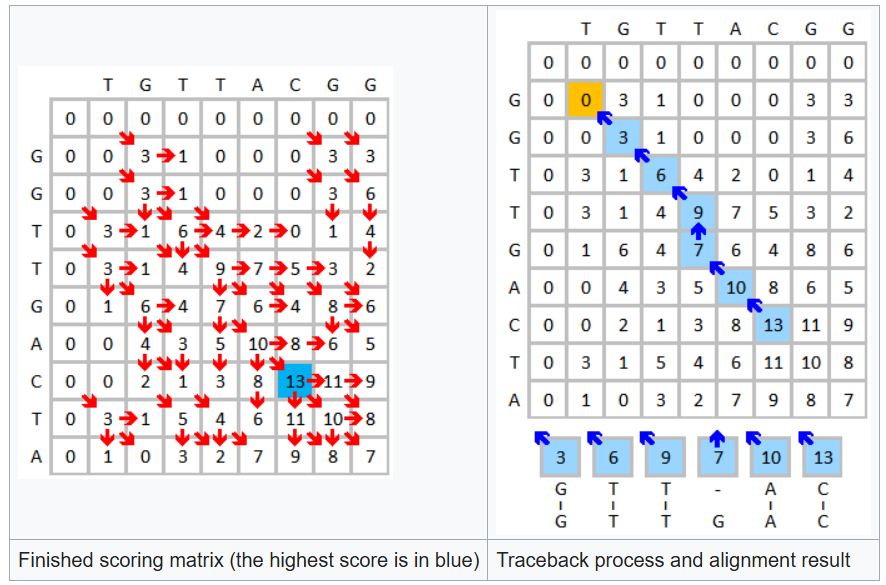 T G T T A C G G
0 0 0 0 0 0 0 0 0
G 0 0 3 1 0 0 0 3 3
G 0 0 3 1 0 0 0 3 6
T 0 3 1 6 4 2 0 1 4
T 0 3 1 4 9 7 5 3 2
G 0 1 6 4 7 6 4 8 6
A 0 0 4 3 5 10 8 6 5
C 0 0 2 1 3 8 13 11 9
T 0 3 1 5 4 6 11 10 8
A 0 1 0 3 2 7 9 8 7
Finished scoring matrix (the highest score is in blue)
T G T T A C G G
0 0 0 0 0 0 0 0 0
G 0 0 3 1 0 0 0 3 3
G 0 0 3 1 0 0 0 3 6
T 0 3 1 6 4 2 0 1 4
T 0 3 1 4 9 7 5 3 2
G 0 1 6 4 7 6 4 8 6
A 0 0 4 3 5 10 8 6 5
C 0 0 2 1 3 8 13 11 9
T 0 3 1 5 4 6 11 10 8
A 0 1 0 3 2 7 9 8 7
3 6 9 7 10 13
G T T - A C
G T T G A C
Traceback process and alignment result